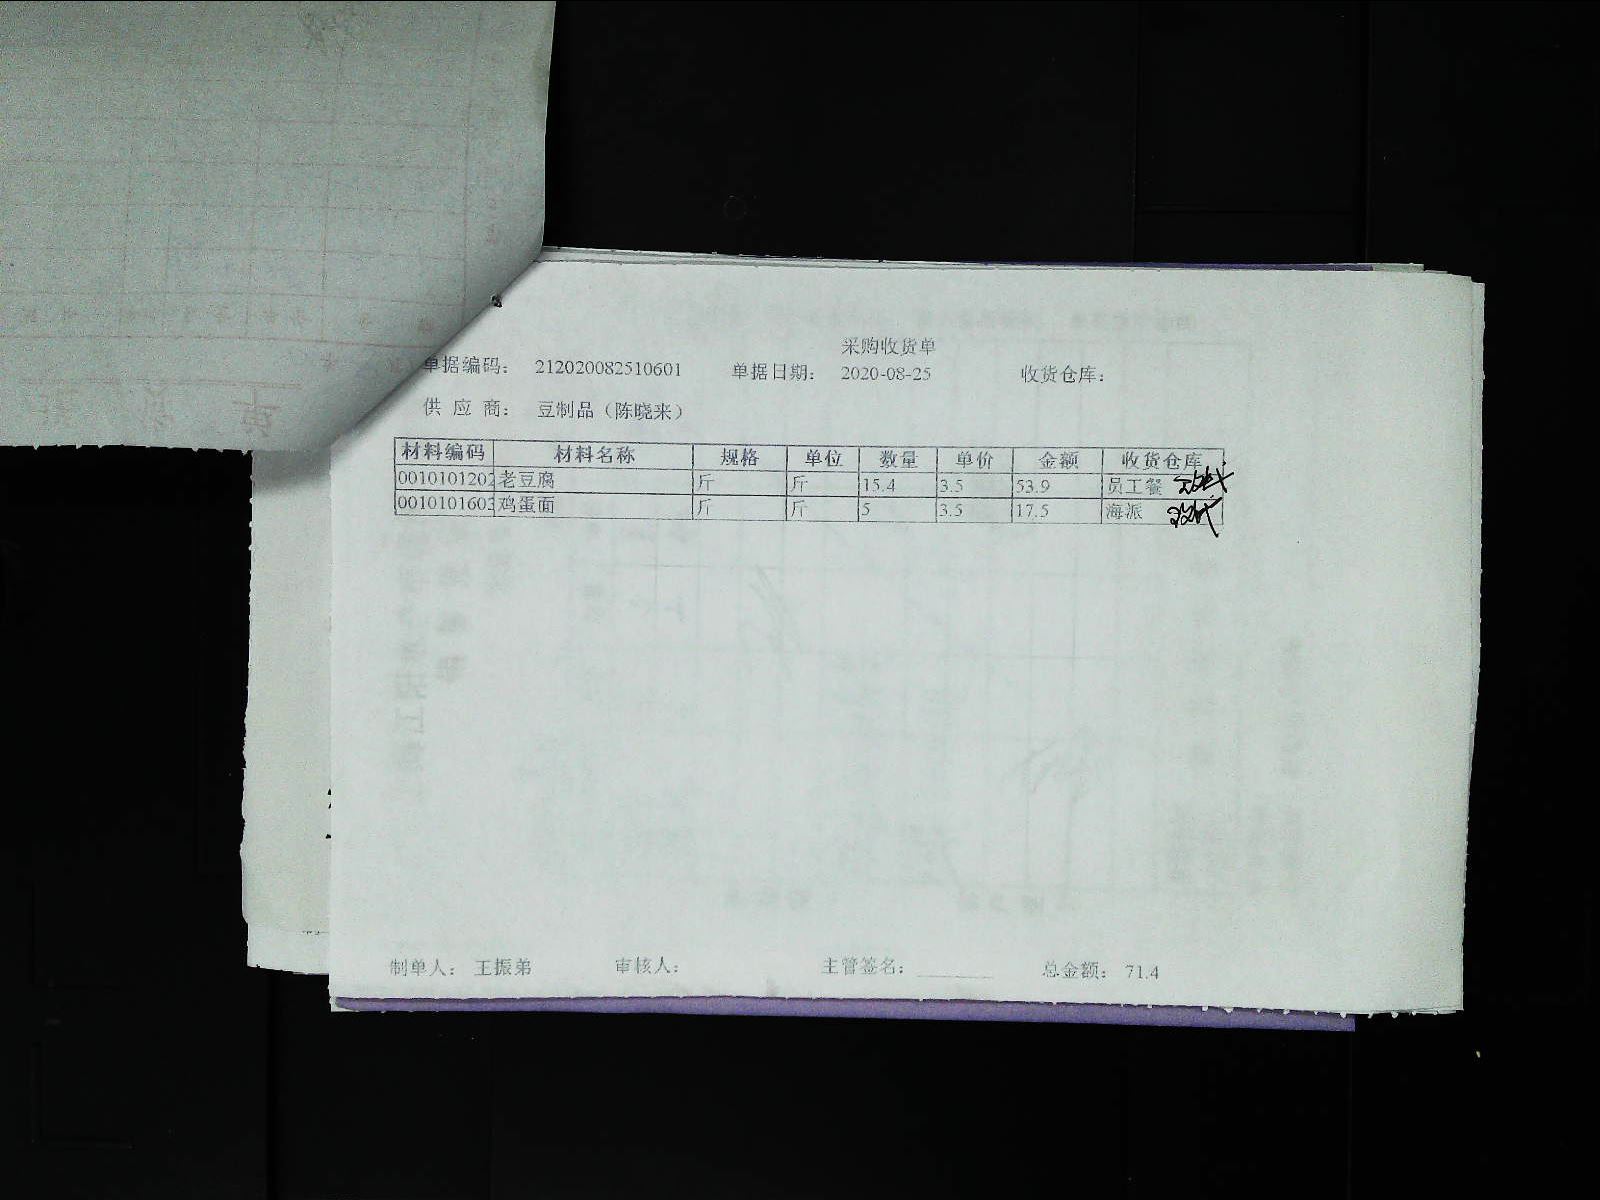 采购收货单
单据编码： 212020082510601 单据日期： 2020-08-25 收货仓库：
供 应 商： 豆制品（陈晓来）
材料编码 材料名称 规格 单位 数量 单价 金额 收货仓库
0010101202 老豆腐 斤 斤 15.4 3.5 53.9 员工餐
0010101603 鸡蛋面 斤 斤 5 3.5 17.5 海派
制单人： 王振弟 审核人： 主管签名： 总金额： 71.4